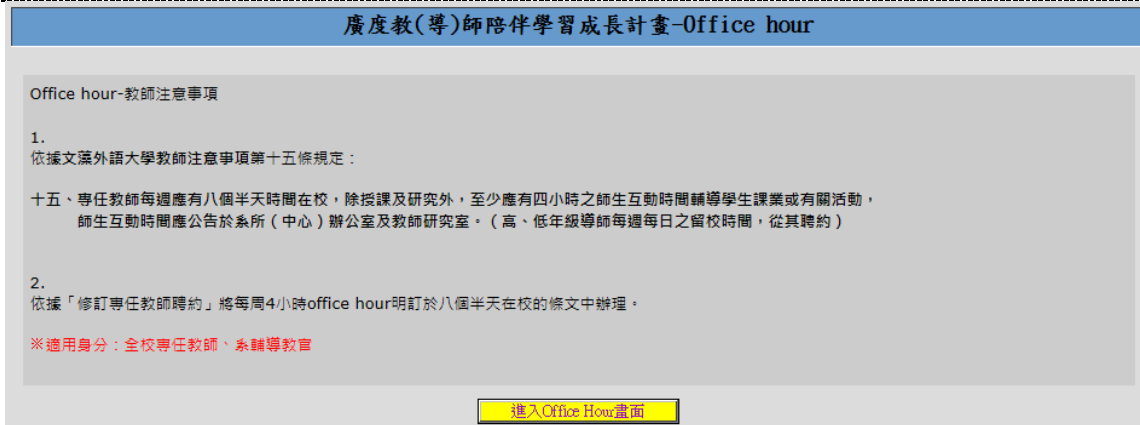 廣度教(導)師陪伴學習成長計畫-Office hour
Office hour-教師注意事項
1.
依據文藻外語大學教師注意事項第十五條規定：
十五、專任教師每週應有八個半天時間在校，除授課及研究外，至少應有四小時之師生互動時間輔導學生課業或有關活動，
師生互動時間應公告於系所（中心）辦公室及教師研究室。（高、低年級導師每週每日之留校時間，從其聘約）
2.
依據「修訂專任教師聘約」將每周4小時office hour明訂於八個半天在校的條文中辦理。
※適用身分：全校專任教師、系輔導教官
進入Office Hour畫面